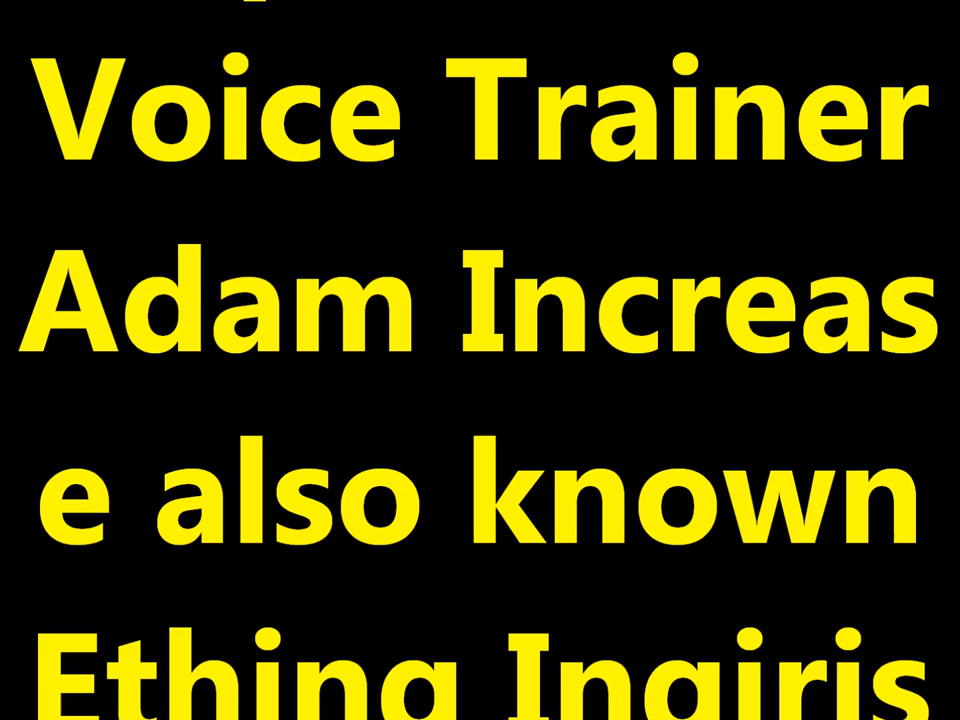 Voice Trainer
Adam Increas
e also known
Ething Ingiris